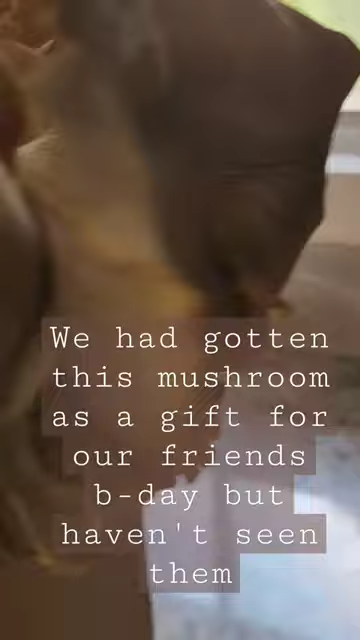 We had gotten
this mushroom
as a gift for
our friends
b-day but
haven't seen
them